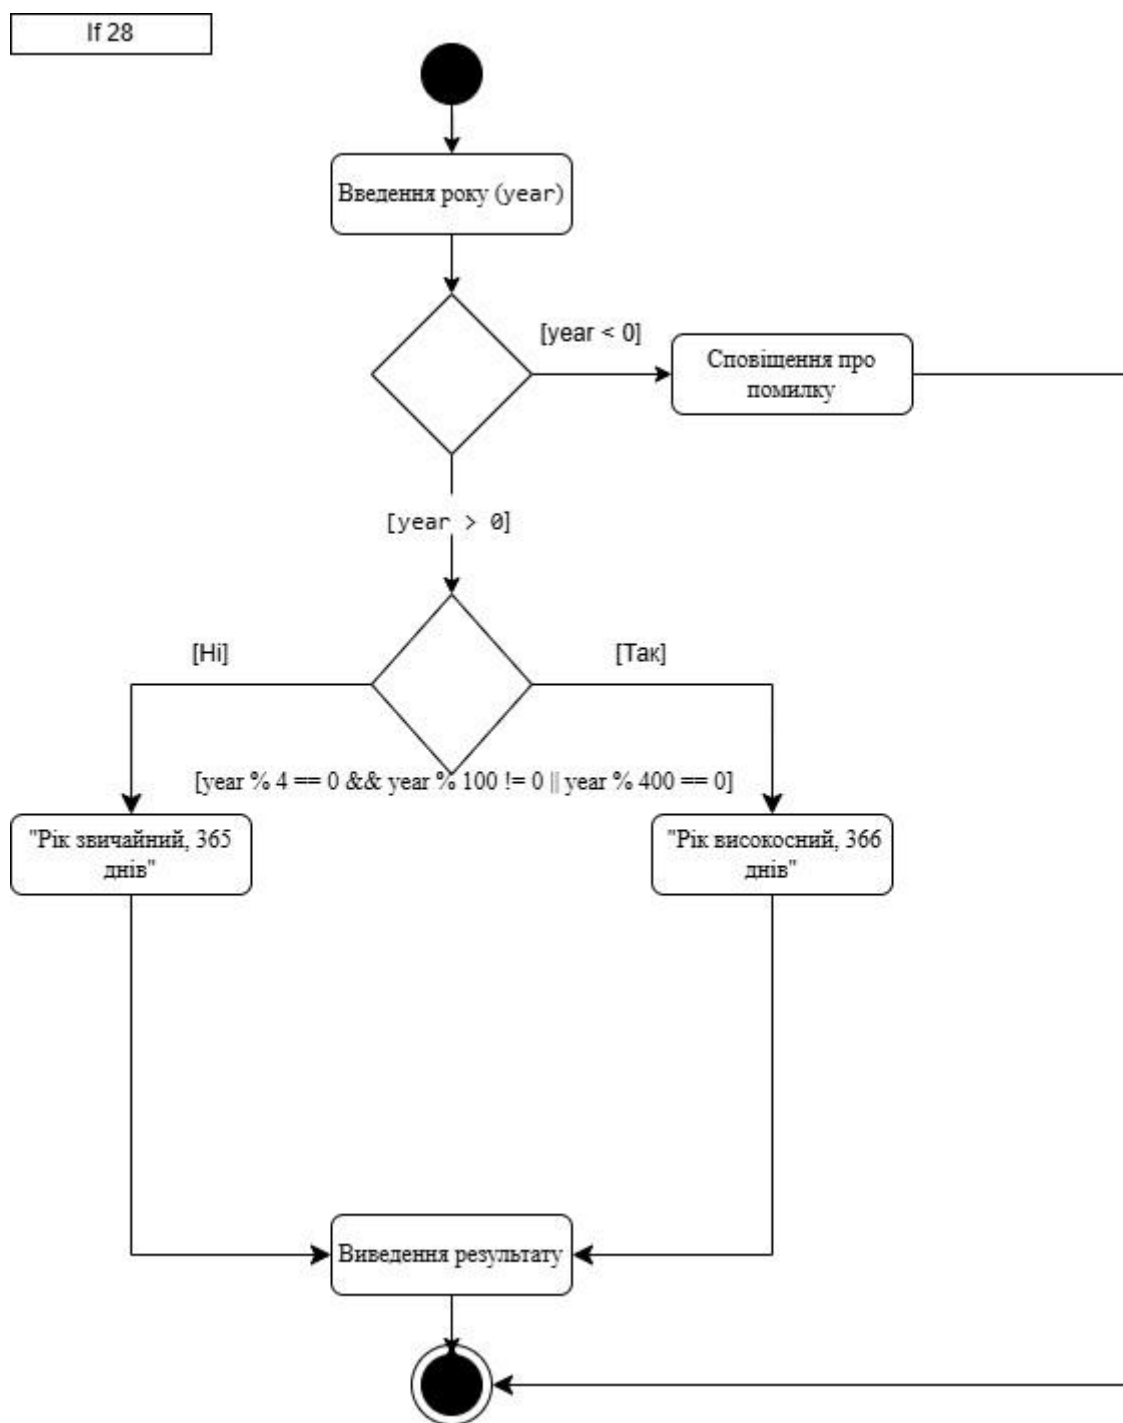 If 28
Введення року (year)
[year < 0]
Сповіщення про
помилку
[year > 0]
[Ні]
[Так]
[year % 4 == 0 && year % 100 != 0 || year % 400 == 0]
"Рік звичайний, 365
днів"
"Рік високосний, 366
днів"
Виведення результату